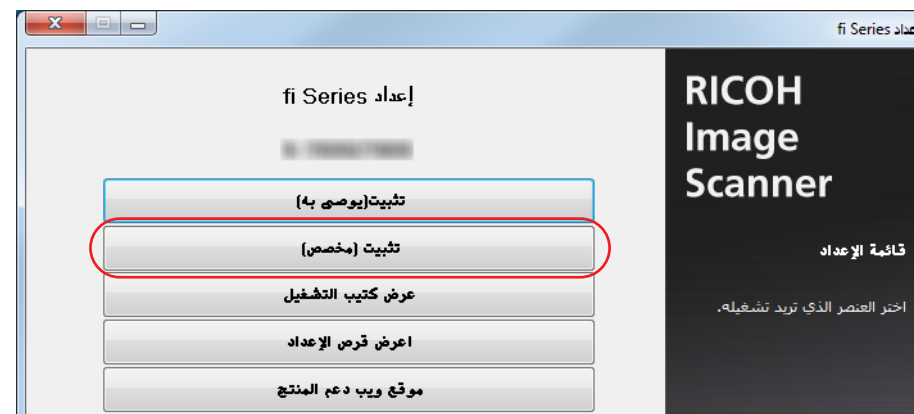 إعداد fi Series
RICOH
Image
Scanner
قائمة الإعداد
اختر العنصر الذي تريد تشغيله.
إعداد fi Series
تثبيت(يوصى به)
تثبيت (مخصص)
عرض كتيب التشغيل
اعرض قرص الإعداد
موقع ويب دعم المنتج